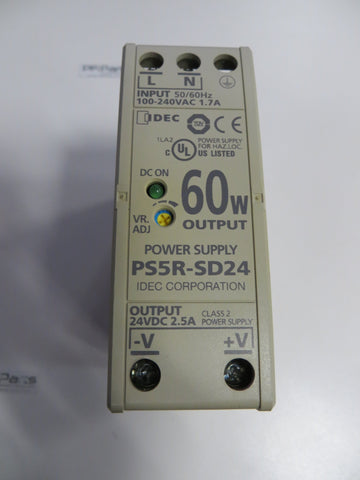 L N
INPUT 50/60Hz
100-240VAC 1.7A
IDEC
TÜV
CE
1LA2
POWER SUPPLY
FOR HAZ.LOC.
C UL US LISTED
DC ON
60W
OUTPUT
VR.
ADJ
POWER SUPPLY
PS5R-SD24
IDEC CORPORATION
OUTPUT
24VDC 2.5A
CLASS 2
POWER SUPPLY
-V +V